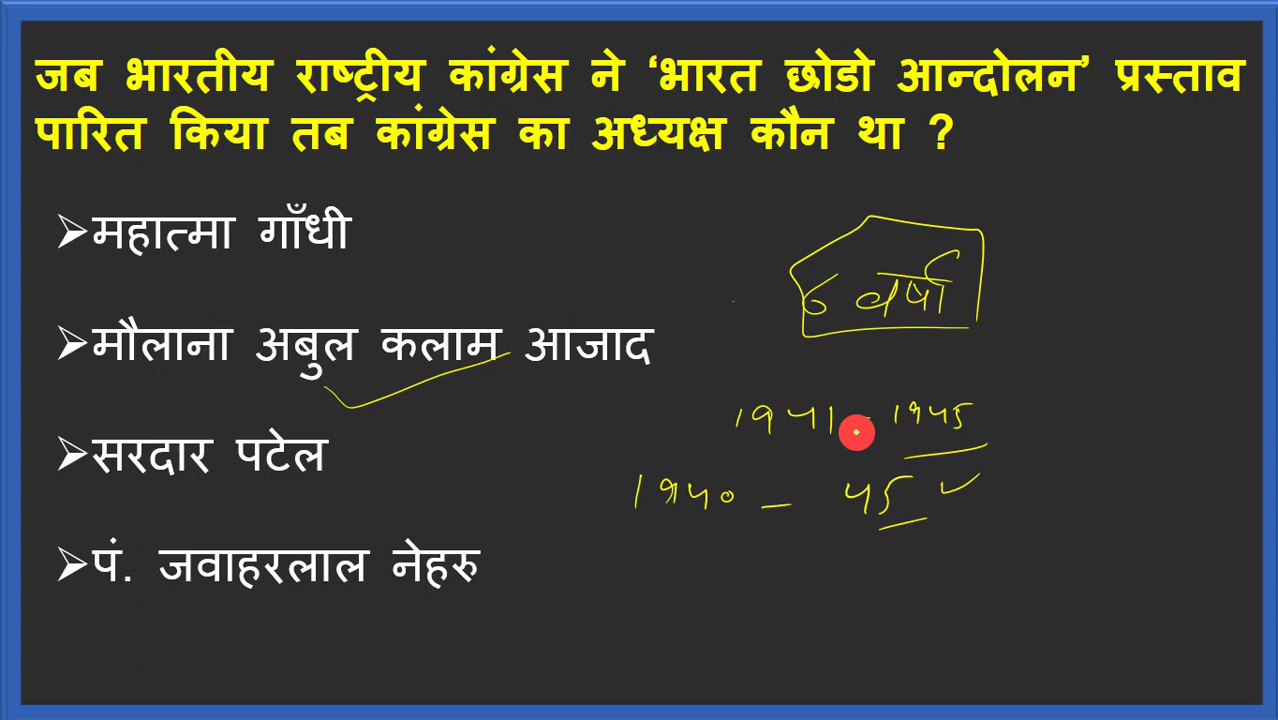 जब भारतीय राष्ट्रीय कांग्रेस ने ‘भारत छोडो आन्दोलन’ प्रस्ताव
पारित किया तब कांग्रेस का अध्यक्ष कौन था ?
➢महात्मा गाँधी
6 वर्षो
➢मौलाना अबुल कलाम आजाद
1941 - 1945
➢सरदार पटेल
1940 - 45
➢पं. जवाहरलाल नेहरु